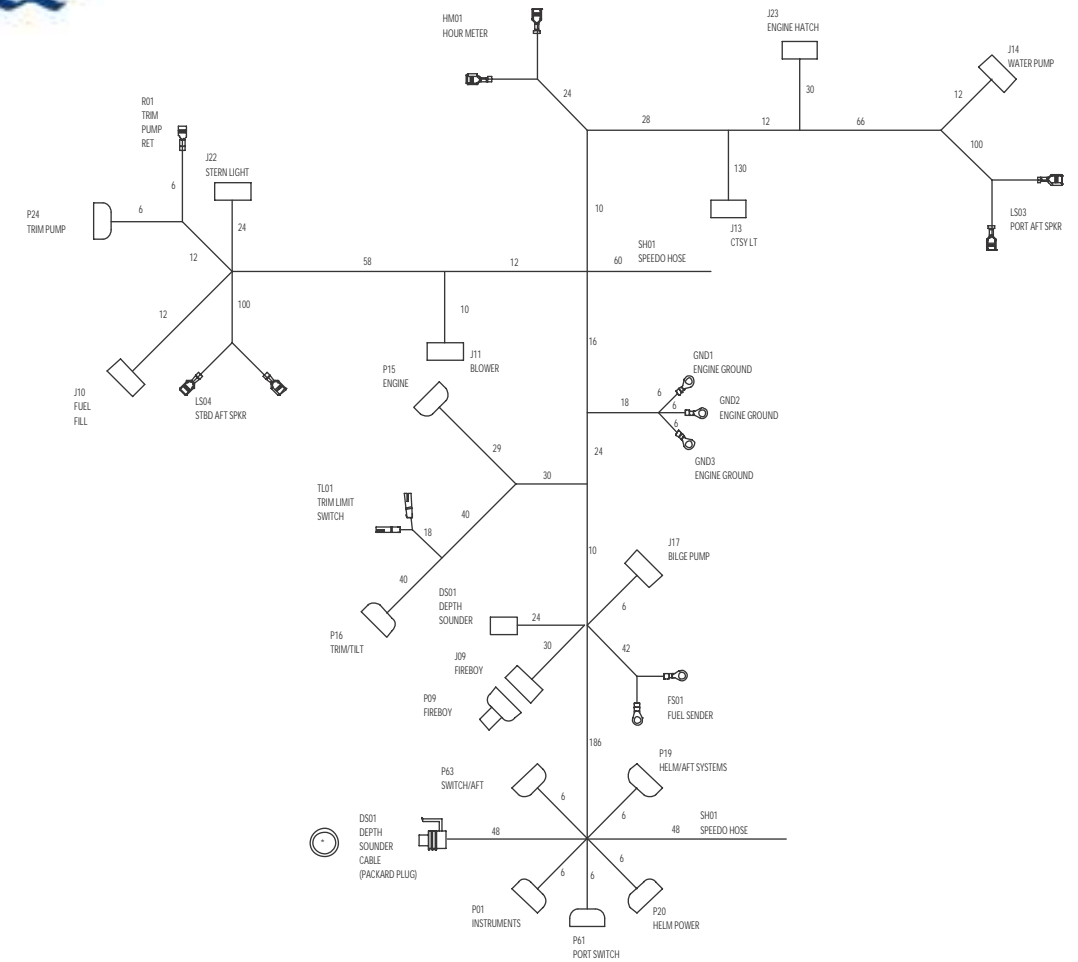 HM01
HOUR METER
J23
ENGINE HATCH
J14
WATER PUMP
24
28
30
12
66
12
100
130
J13
CTSY LT
LS03
PORT AFT SPKR
R01
TRIM
PUMP
RET
J22
STERN LIGHT
P24
TRIM PUMP
6
6
24
12
10
58
12
60
SH01
SPEEDO HOSE
12
100
10
J10
FUEL
FILL
LS04
STBD AFT SPKR
J11
BLOWER
16
P15
ENGINE
GND1
ENGINE GROUND
18
6
6
6
GND2
ENGINE GROUND
GND3
ENGINE GROUND
24
29
30
TL01
TRIM LIMIT
SWITCH
40
18
40
10
P16
TRIM/TILT
J17
BILGE PUMP
6
DS01
DEPTH
SOUNDER
24
30
42
J09
FIREBOY
P09
FIREBOY
FS01
FUEL SENDER
186
P63
SWITCH/AFT
P19
HELM/AFT SYSTEMS
6
6
DS01
DEPTH
SOUNDER
CABLE
(PACKARD PLUG)
48
48
SH01
SPEEDO HOSE
6
6
6
P01
INSTRUMENTS
P61
PORT SWITCH
P20
HELM POWER